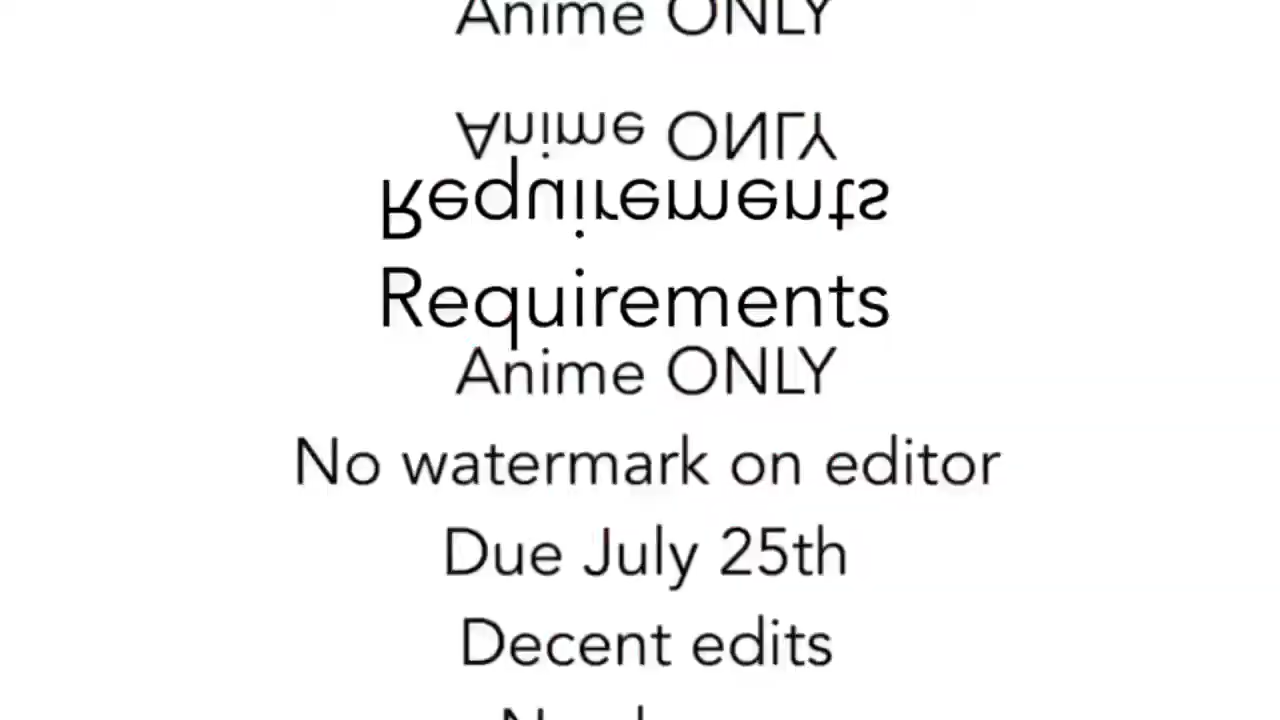 Anime ONLY
Anime ONLY
Requirements
Requirements
Anime ONLY
No watermark on editor
Due July 25th
Decent edits